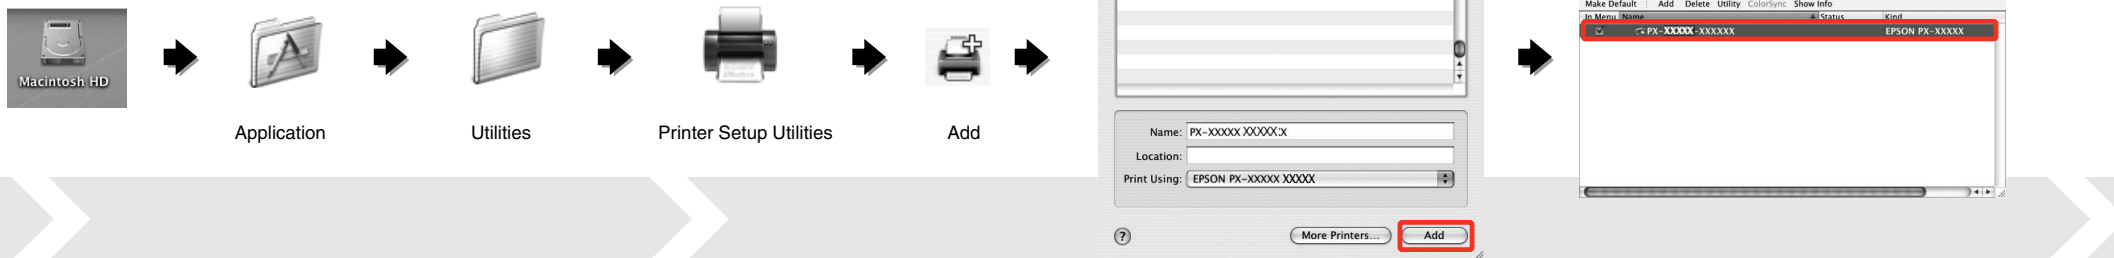 Macintosh HD
Application
Utilities
Printer Setup Utilities
Add
Name: PX-XXXXX XXXXX:X
Location:
Print Using: EPSON PX-XXXXX XXXXX
?
More Printers...
Add
Make Default Add Delete Utility ColorSync Show Info
In Menu Name Status Kind
PX-XXXXX-XXXXXX EPSON PX-XXXXX